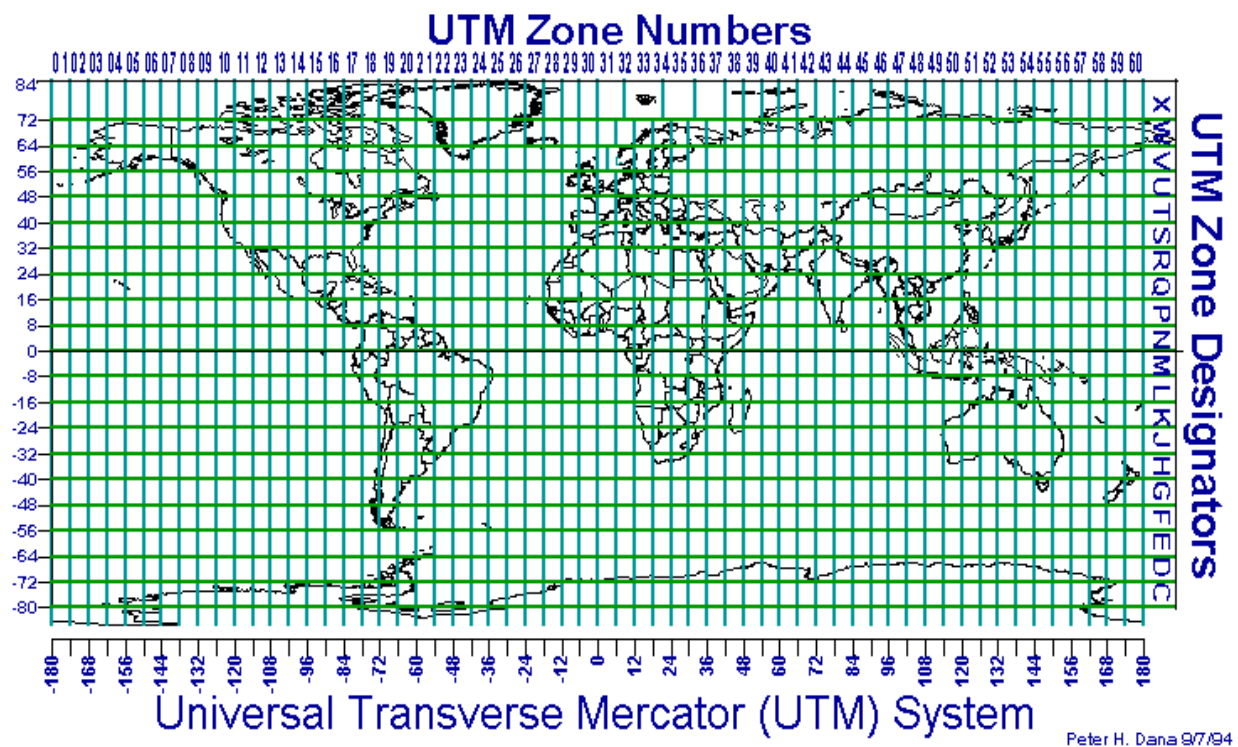 UTM Zone Numbers
01 02 03 04 05 06 07 08 09 10 11 12 13 14 15 16 17 18 19 20 21 22 23 24 25 26 27 28 29 30 31 32 33 34 35 36 37 38 39 40 41 42 43 44 45 46 47 48 49 50 51 52 53 54 55 56 57 58 59 60
84
72
64
56
48
40
32
24
16
8
0
-8
-16
-24
-32
-40
-48
-56
-64
-72
-80
X
W
V
U
T
S
R
Q
P
N
M
L
K
J
H
G
F
E
D
C
UTM Zone Designators
-180 -168 -156 -144 -132 -120 -108 -96 -84 -72 -60 -48 -36 -24 -12 0 12 24 36 48 60 72 84 96 108 120 132 144 156 168 180
Universal Transverse Mercator (UTM) System
Peter H. Dana 9/7/94